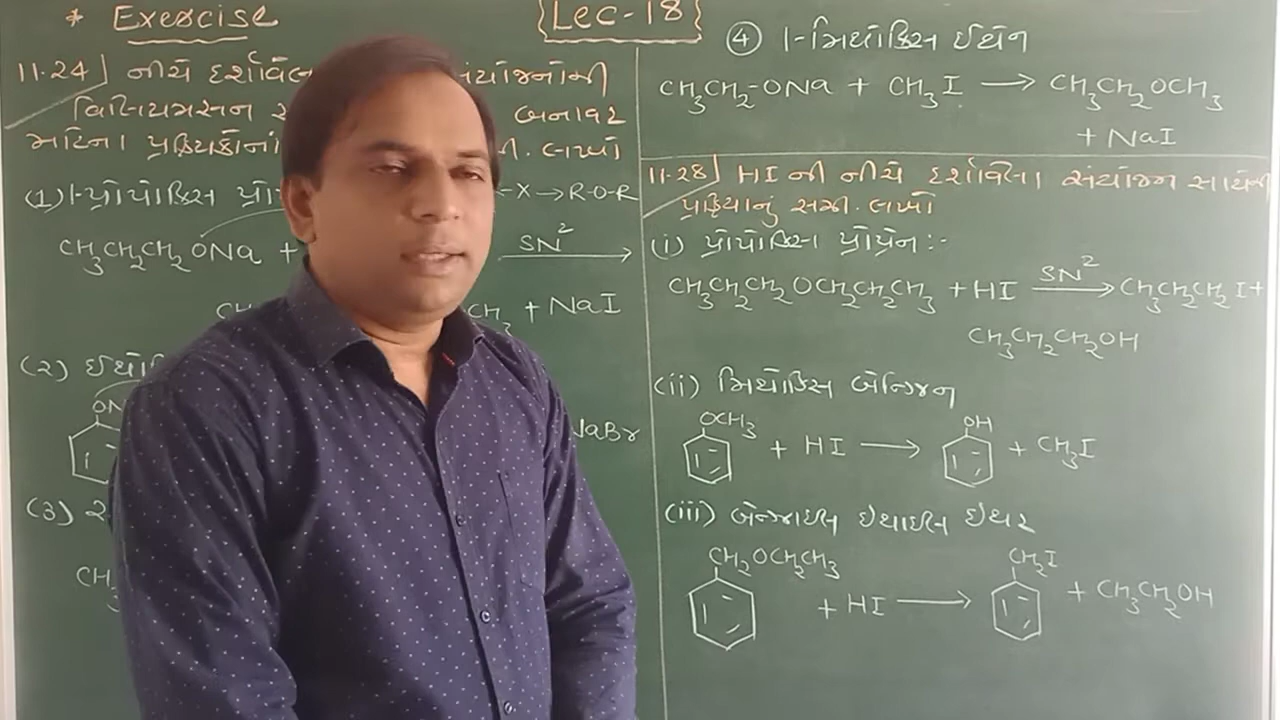 * Exercise
Lec-18
11.24 નીચે દર્શાવેલ
વિલિયમસન
બનાવટ
માટેના પ્રક્રિયકોનાં
લખો
(1) 1-પ્રોપોક્સિ પ્રો
-X → R-O-R
CH₃CH₂CH₂ONa +
SN²
CH₃ + NaI
(2) ઈથો
NaBr
(3)
CH₃
④ 1-મિથોક્સિ ઈથેન
CH₃CH₂-ONa + CH₃I → CH₃CH₂OCH₃
+ NaI
11.28 HI ની નીચે દર્શાવેલા સંયોજન સાથેની
પ્રક્રિયાનું સમી. લખો
(i) પ્રોપોક્સિ પ્રોપેન :-
SN²
CH₃CH₂CH₂OCH₂CH₂CH₃ + HI → CH₃CH₂CH₂I +
CH₃CH₂CH₂OH
(ii) મિથોક્સિ બેન્ઝિન
OCH₃ OH
+ HI → + CH₃I
(iii) બેન્ઝાઈલ ઈથાઈલ ઈથર
CH₂OCH₂CH₃ CH₂I
+ HI → + CH₃CH₂OH